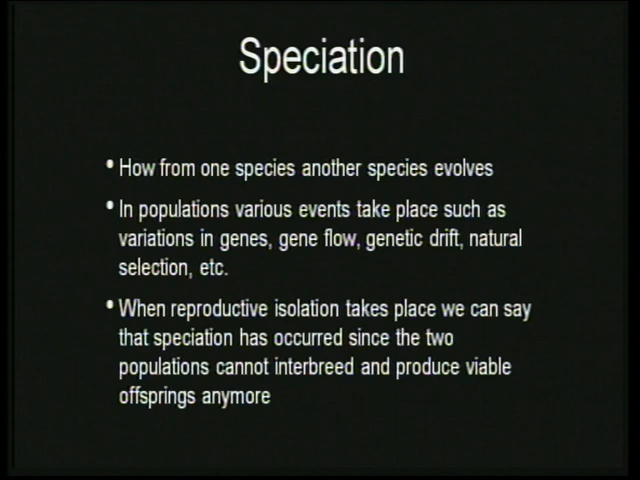 Speciation
• How from one species another species evolves
• In populations various events take place such as
variations in genes, gene flow, genetic drift, natural
selection, etc.
• When reproductive isolation takes place we can say
that speciation has occurred since the two
populations cannot interbreed and produce viable
offsprings anymore